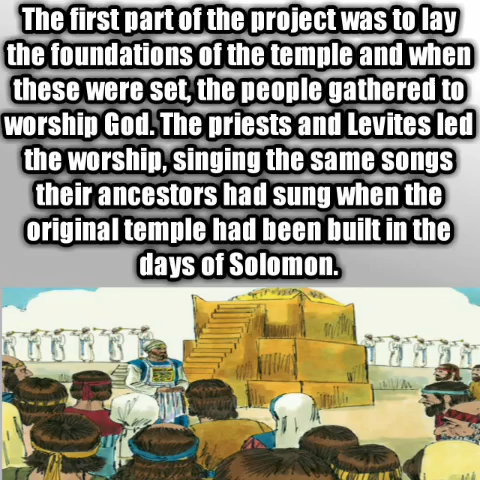 The first part of the project was to lay
the foundations of the temple and when
these were set, the people gathered to
worship God. The priests and Levites led
the worship, singing the same songs
their ancestors had sung when the
original temple had been built in the
days of Solomon.